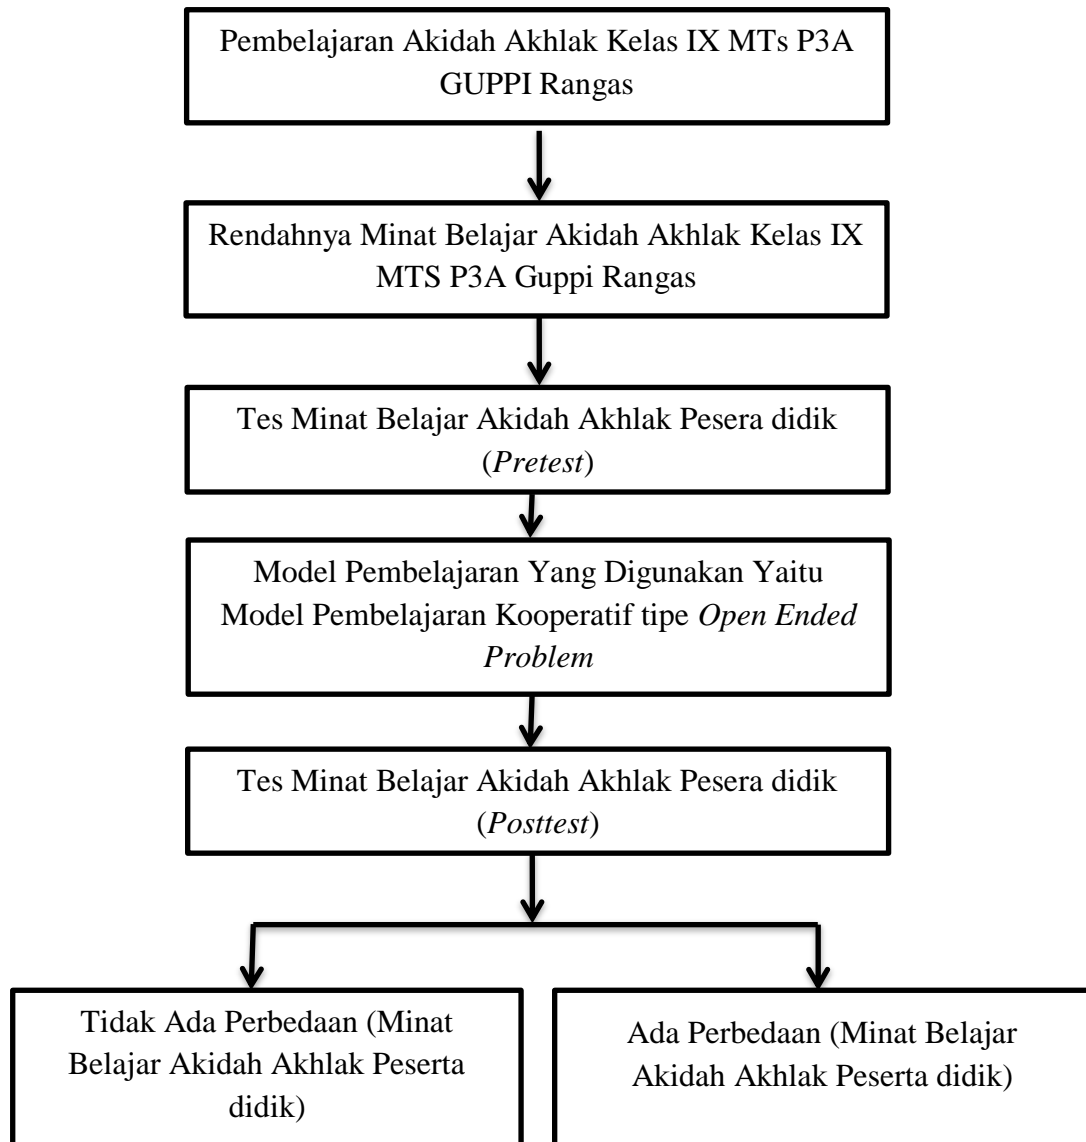 Pembelajaran Akidah Akhlak Kelas IX MTs P3A
GUPPI Rangas
Rendahnya Minat Belajar Akidah Akhlak Kelas IX
MTS P3A Guppi Rangas
Tes Minat Belajar Akidah Akhlak Pesera didik
(Pretest)
Model Pembelajaran Yang Digunakan Yaitu
Model Pembelajaran Kooperatif tipe Open Ended
Problem
Tes Minat Belajar Akidah Akhlak Pesera didik
(Posttest)
Tidak Ada Perbedaan (Minat
Belajar Akidah Akhlak Peserta
didik)
Ada Perbedaan (Minat Belajar
Akidah Akhlak Peserta didik)